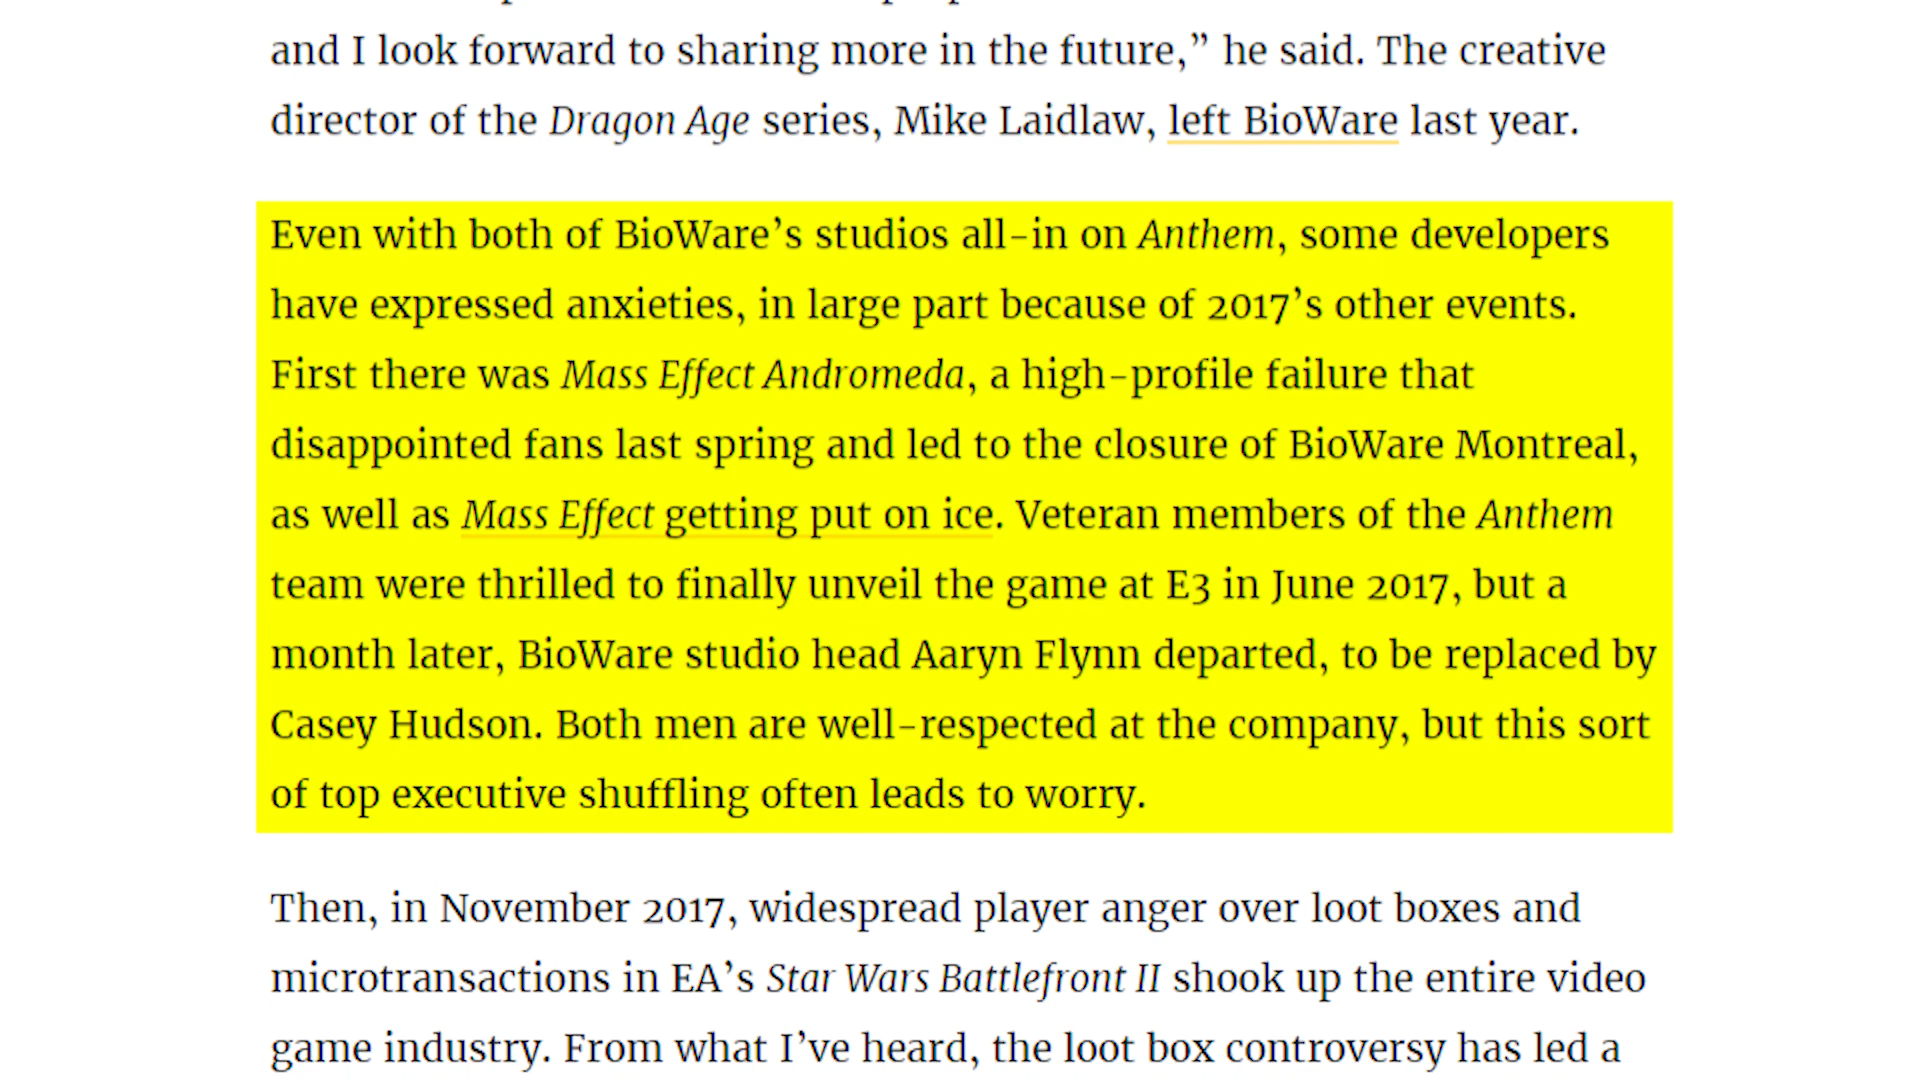 and I look forward to sharing more in the future,” he said. The creative
director of the Dragon Age series, Mike Laidlaw, left BioWare last year.
Even with both of BioWare’s studios all-in on Anthem, some developers
have expressed anxieties, in large part because of 2017’s other events.
First there was Mass Effect Andromeda, a high-profile failure that
disappointed fans last spring and led to the closure of BioWare Montreal,
as well as Mass Effect getting put on ice. Veteran members of the Anthem
team were thrilled to finally unveil the game at E3 in June 2017, but a
month later, BioWare studio head Aaryn Flynn departed, to be replaced by
Casey Hudson. Both men are well-respected at the company, but this sort
of top executive shuffling often leads to worry.
Then, in November 2017, widespread player anger over loot boxes and
microtransactions in EA’s Star Wars Battlefront II shook up the entire video
game industry. From what I’ve heard, the loot box controversy has led a